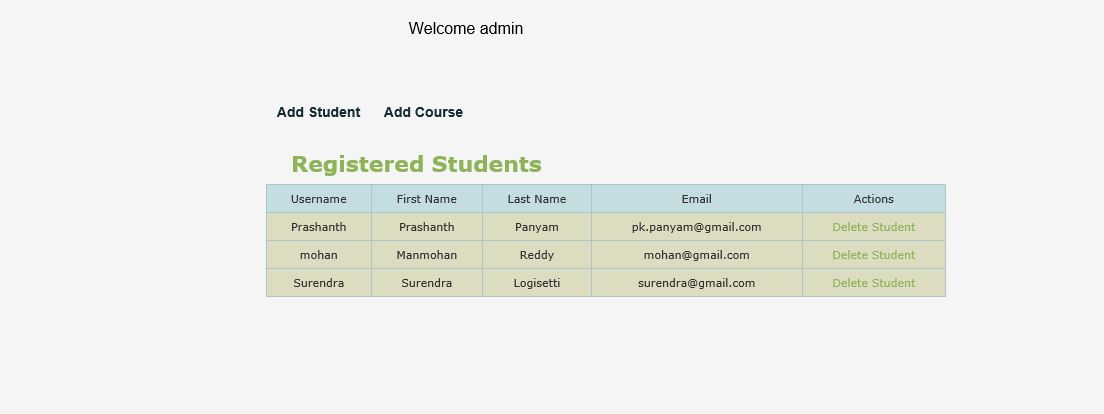 Welcome admin
Add Student Add Course
Registered Students
Username First Name Last Name Email Actions
Prashanth Prashanth Panyam pk.panyam@gmail.com Delete Student
mohan Manmohan Reddy mohan@gmail.com Delete Student
Surendra Surendra Logisetti surendra@gmail.com Delete Student